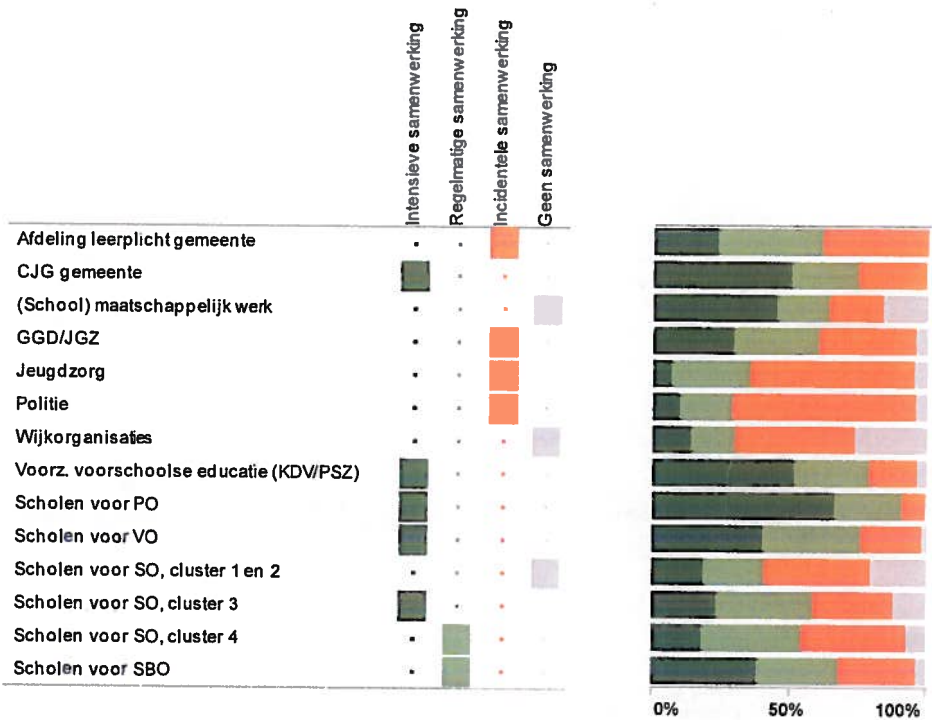 Intensieve samenwerking
Regelmatige samenwerking
Incidentele samenwerking
Geen samenwerking
Afdeling leerplicht gemeente
CJG gemeente
(School) maatschappelijk werk
GGD/JGZ
Jeugdzorg
Politie
Wijkorganisaties
Voorz. voorschoolse educatie (KDV/PSZ)
Scholen voor PO
Scholen voor VO
Scholen voor SO, cluster 1 en 2
Scholen voor SO, cluster 3
Scholen voor SO, cluster 4
Scholen voor SBO
0% 50% 100%